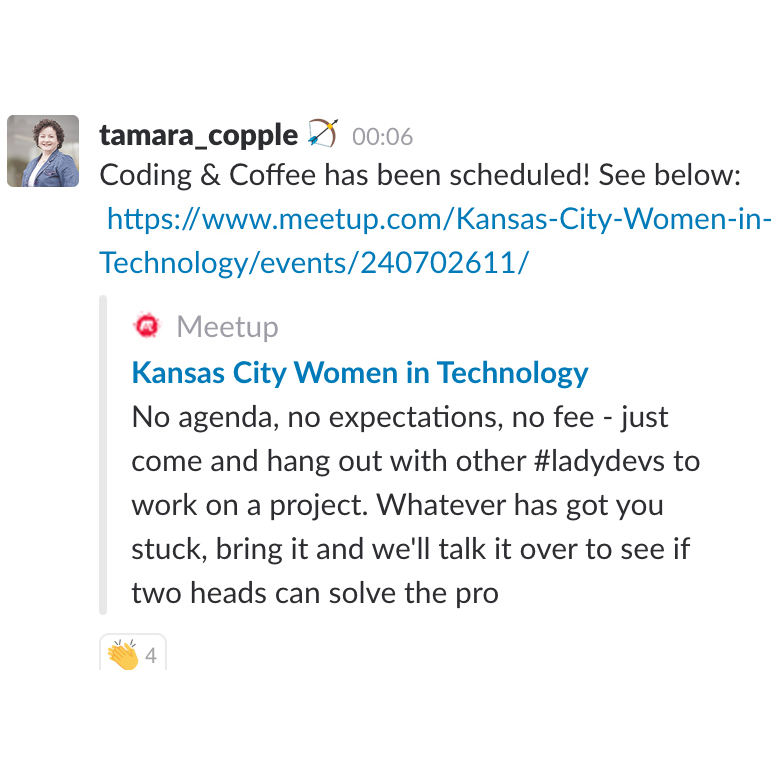 tamara_copple 00:06
Coding & Coffee has been scheduled! See below:
https://www.meetup.com/Kansas-City-Women-in-
Technology/events/240702611/
Meetup
Kansas City Women in Technology
No agenda, no expectations, no fee - just
come and hang out with other #ladydevs to
work on a project. Whatever has got you
stuck, bring it and we'll talk it over to see if
two heads can solve the pro
4